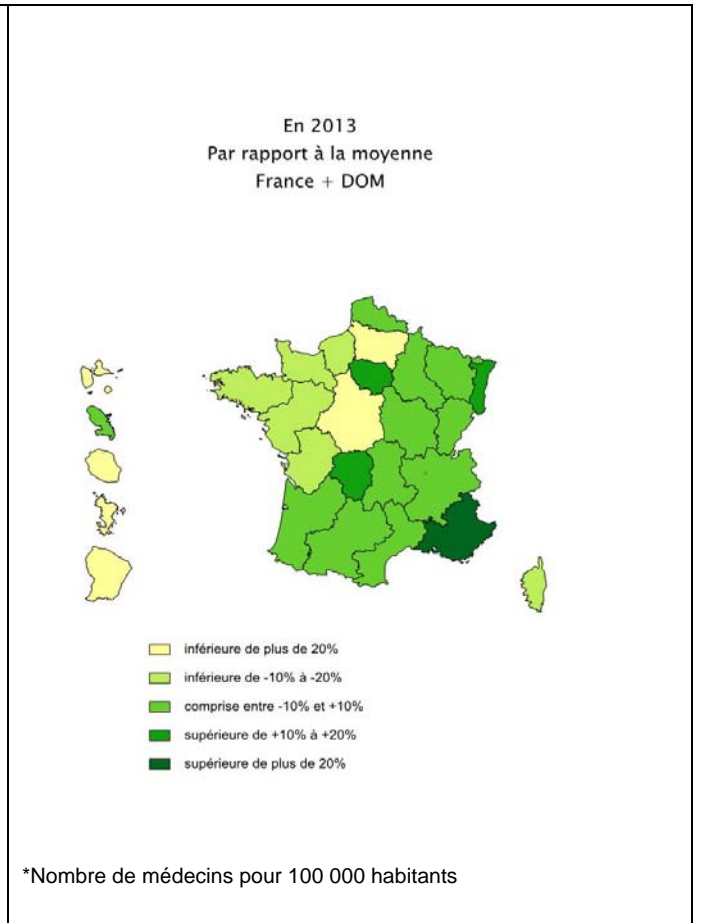 En 2013
Par rapport à la moyenne
France + DOM
inférieure de plus de 20%
inférieure de -10% à -20%
comprise entre -10% et +10%
supérieure de +10% à +20%
supérieure de plus de 20%
*Nombre de médecins pour 100 000 habitants